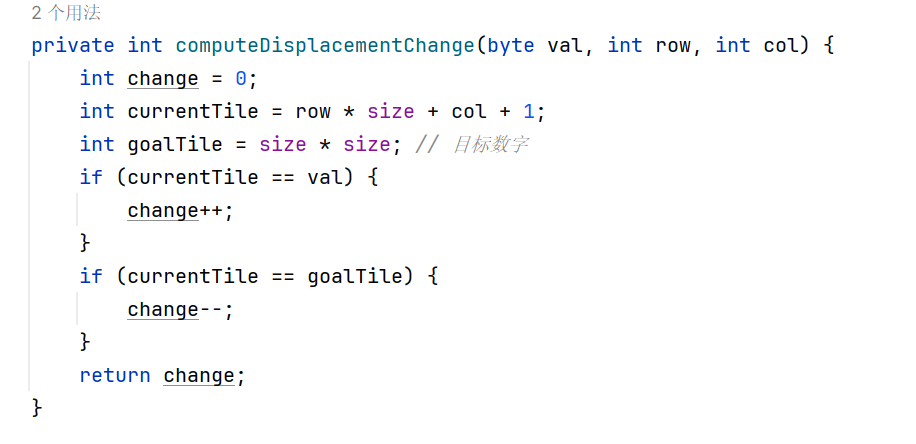 2 个用法
private int computeDisplacementChange(byte val, int row, int col) {
    int change = 0;
    int currentTile = row * size + col + 1;
    int goalTile = size * size; // 目标数字
    if (currentTile == val) {
        change++;
    }
    if (currentTile == goalTile) {
        change--;
    }
    return change;
}